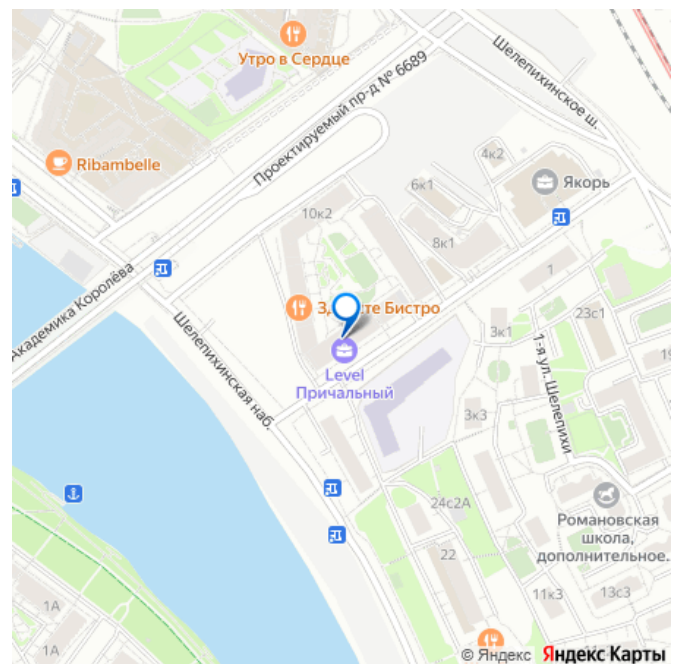 Утро в Сердце
Шелепихинское ш.
Проектируемый пр-д № 6689
Ribambelle
4к2
Якорь
6к1
10к2
8к1
Академика Королёва
1
Шелепихинская наб.
23с1
3к1
1-я ул. Шелепихи
Бистро
19
Level
Причальный
3к3
24с2А
Романовская
школа,
дополнительное...
22
1А
11к3
13с3
1А
© Яндекс Яндекс Карты